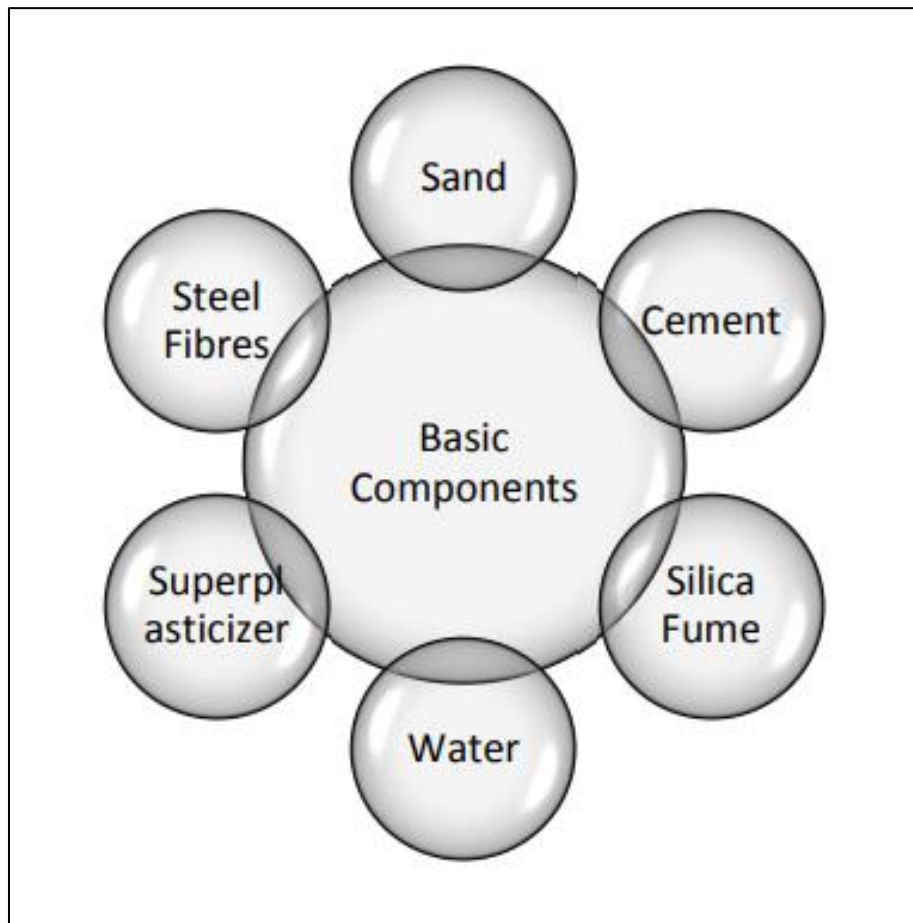 Sand
Steel
Fibres
Cement
Basic
Components
Superpl
asticizer
Silica
Fume
Water